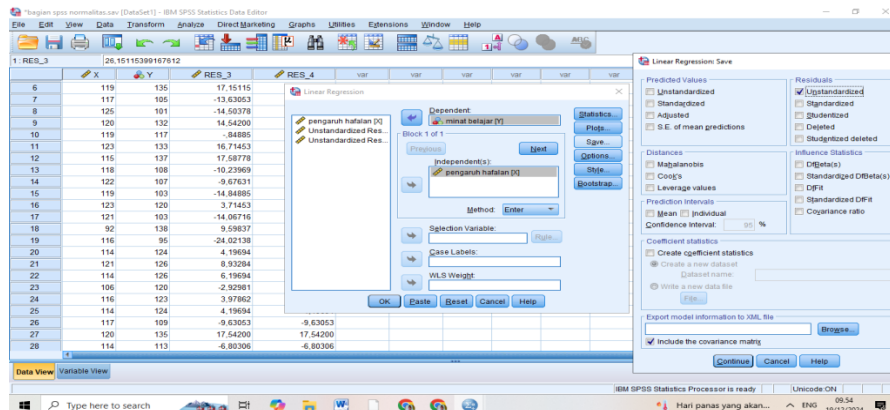 *bagian spss normalitas.sav [DataSet1] - IBM SPSS Statistics Data Editor
File Edit View Data Transform Analyze Direct Marketing Graphs Utilities Extensions Window Help
1: RES_3 26,15115399167612
X Y RES_3 RES_4 var var var var var var var
6 119 135 17,15115
7 117 105 -13,63053
8 125 101 -14,50378
9 120 132 14,54200
10 119 117 -,84885
11 123 133 16,71453
12 115 137 17,58778
13 118 108 -10,23969
14 122 107 -9,67631
15 119 103 -14,84885
16 123 120 3,71453
17 121 103 -14,06716
18 92 138 9,59837
19 116 95 -24,02138
20 114 124 4,19694
21 121 126 8,93284
22 114 126 6,19694
23 106 120 -2,92981
24 116 123 3,97862
25 114 124 4,19694
26 117 109 -9,63053 -9,63053
27 120 135 17,54200 17,54200
28 114 113 -6,80306 -6,80306
Data View Variable View
Linear Regression
pengaruh hafalan [X]
Unstandardized Res...
Unstandardized Res...
Dependent:
minat belajar [Y]
Block 1 of 1
Previous Next
Independent(s):
pengaruh hafalan [X]
Method: Enter
Selection Variable:
Rule...
Case Labels:
WLS Weight:
Statistics...
Plots...
Save...
Options...
Style...
Bootstrap...
OK Paste Reset Cancel Help
Linear Regression: Save
Predicted Values
Unstandardized
Standardized
Adjusted
S.E. of mean predictions
Residuals
Unstandardized
Standardized
Studentized
Deleted
Studentized deleted
Distances
Mahalanobis
Cook's
Leverage values
Influence Statistics
DfBeta(s)
Standardized DfBeta(s)
DfFit
Standardized DfFit
Covariance ratio
Prediction Intervals
Mean Individual
Confidence Interval: 95 %
Coefficient statistics
Create coefficient statistics
Create a new dataset
Dataset name:
Write a new data file
File...
Export model information to XML file
Browse...
Include the covariance matrix
Continue Cancel Help
IBM SPSS Statistics Processor is ready Unicode:ON
Type here to search
Hari panas yang akan... ENG 09.54
19/12/2024